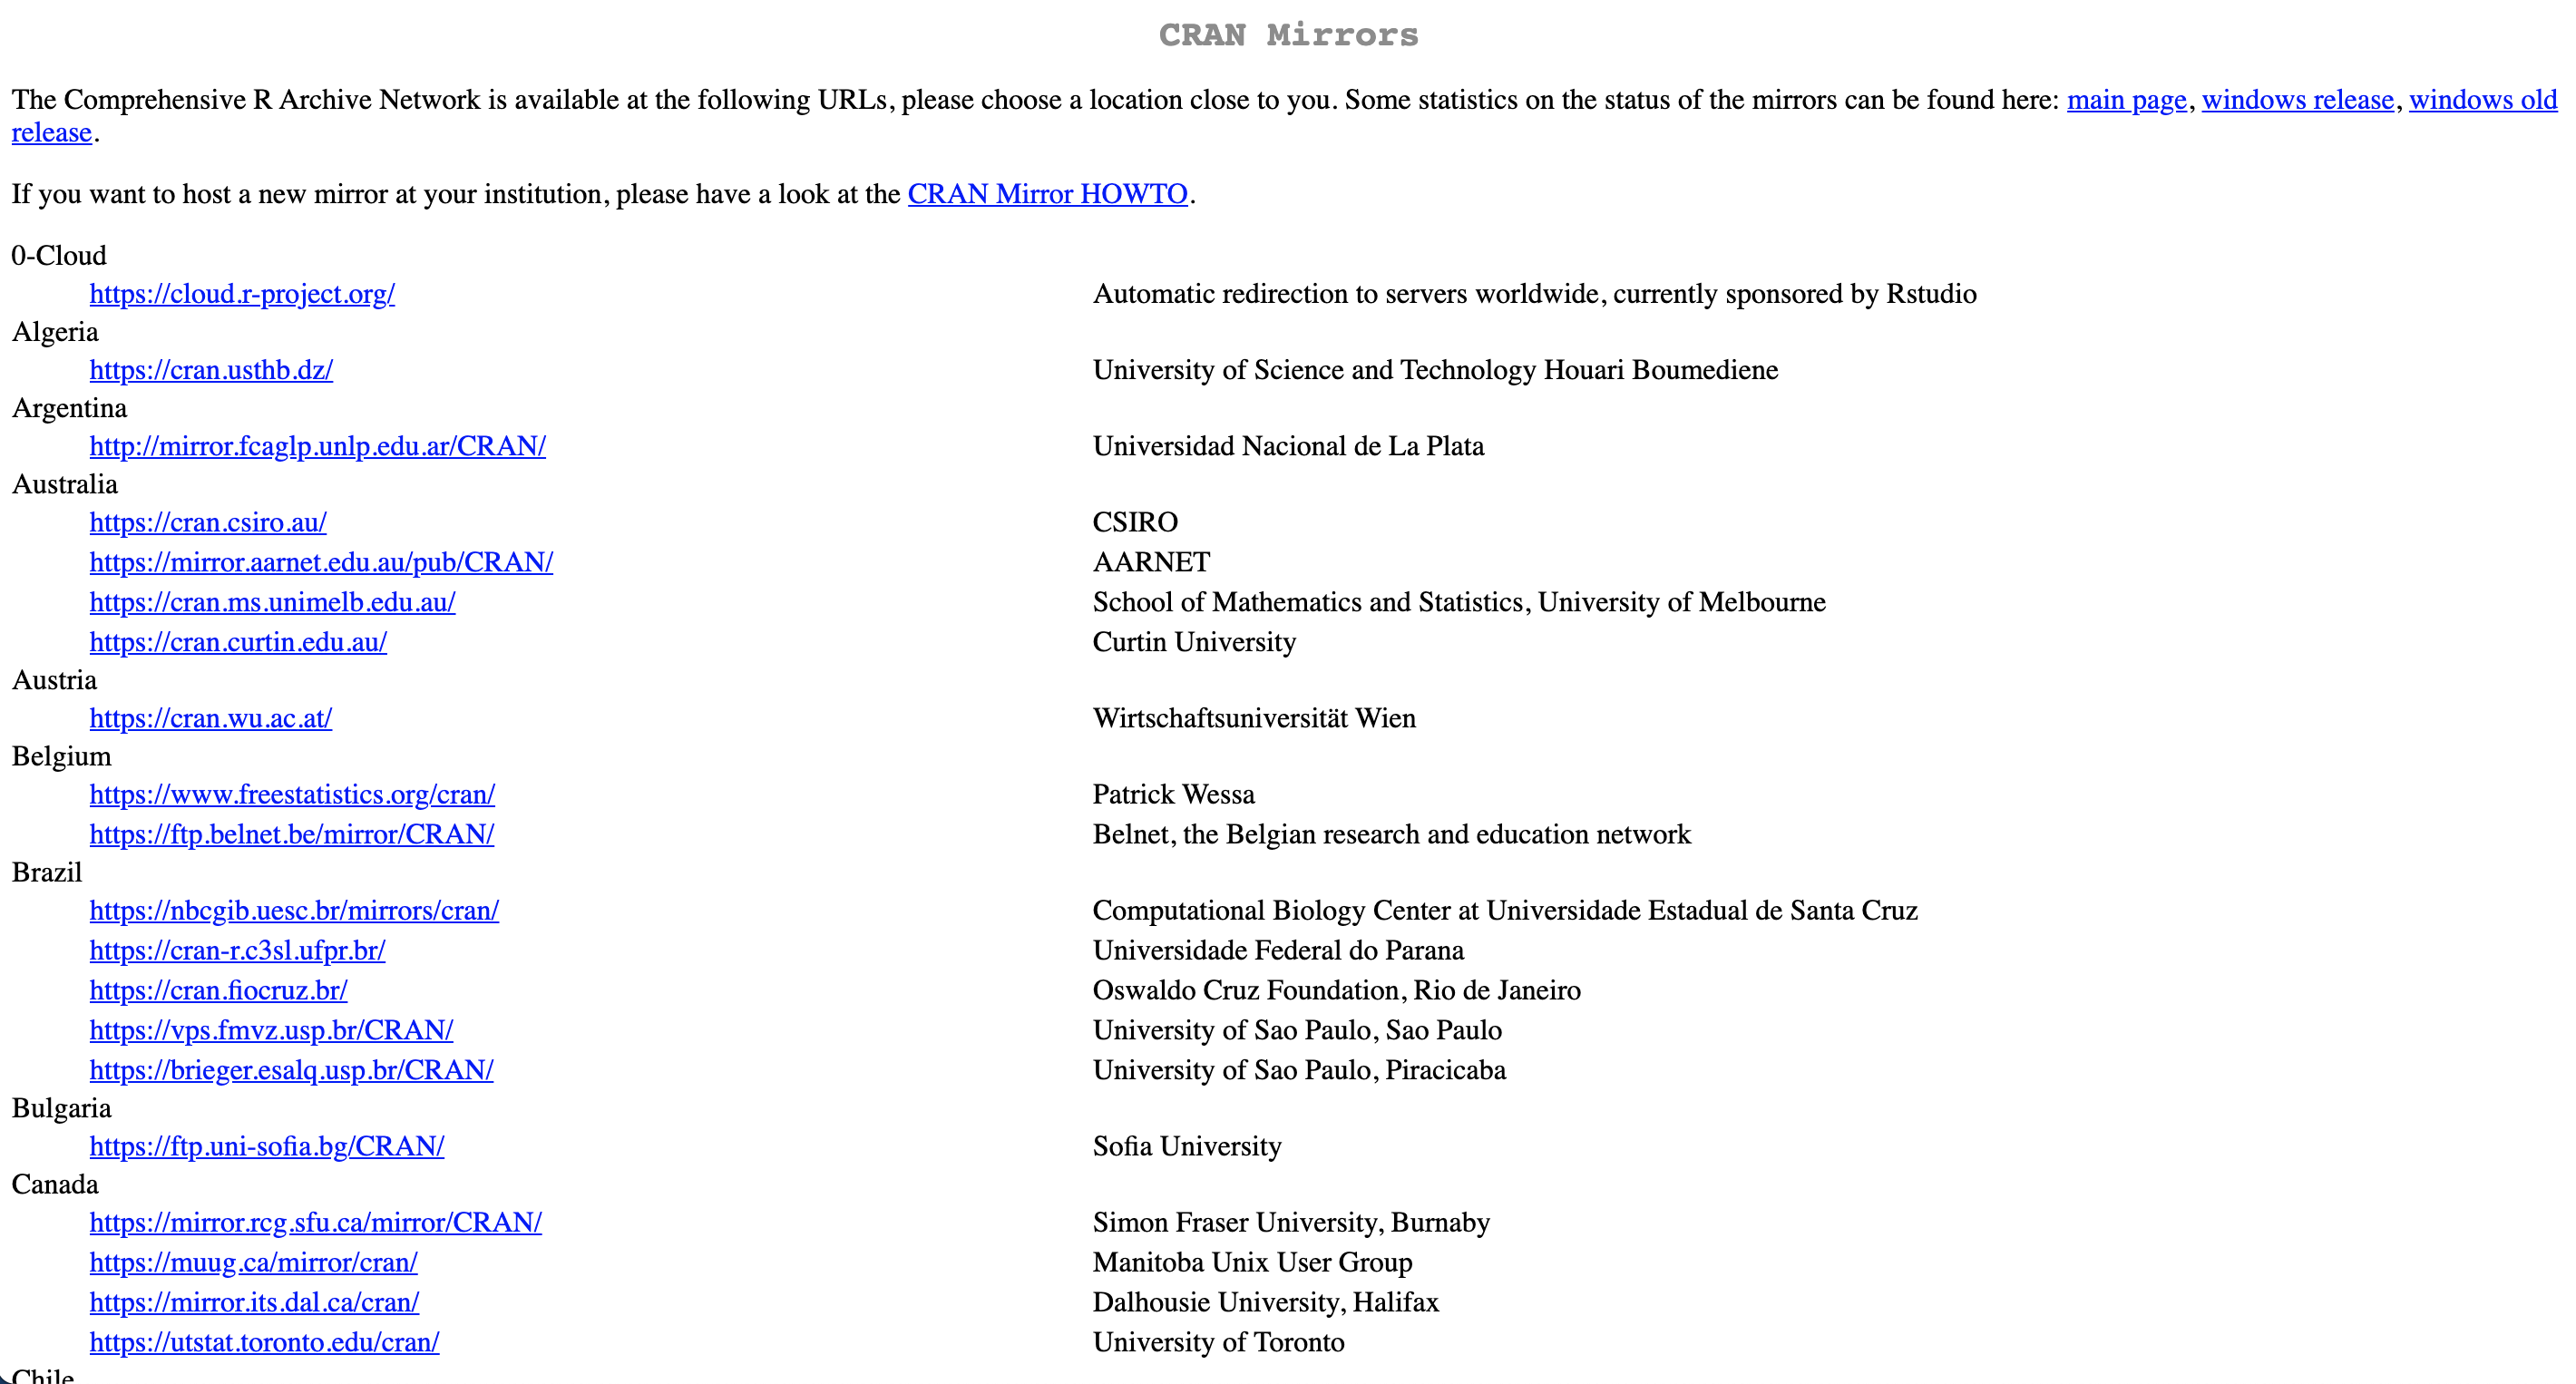 CRAN Mirrors
The Comprehensive R Archive Network is available at the following URLs, please choose a location close to you. Some statistics on the status of the mirrors can be found here: main page, windows release, windows old
release.
If you want to host a new mirror at your institution, please have a look at the CRAN Mirror HOWTO.
0-Cloud
https://cloud.r-project.org/ Automatic redirection to servers worldwide, currently sponsored by Rstudio
Algeria
https://cran.usthb.dz/ University of Science and Technology Houari Boumediene
Argentina
http://mirror.fcaglp.unlp.edu.ar/CRAN/ Universidad Nacional de La Plata
Australia
https://cran.csiro.au/ CSIRO
https://mirror.aarnet.edu.au/pub/CRAN/ AARNET
https://cran.ms.unimelb.edu.au/ School of Mathematics and Statistics, University of Melbourne
https://cran.curtin.edu.au/ Curtin University
Austria
https://cran.wu.ac.at/ Wirtschaftsuniversität Wien
Belgium
https://www.freestatistics.org/cran/ Patrick Wessa
https://ftp.belnet.be/mirror/CRAN/ Belnet, the Belgian research and education network
Brazil
https://nbcgib.uesc.br/mirrors/cran/ Computational Biology Center at Universidade Estadual de Santa Cruz
https://cran-r.c3sl.ufpr.br/ Universidade Federal do Parana
https://cran.fiocruz.br/ Oswaldo Cruz Foundation, Rio de Janeiro
https://vps.fmvz.usp.br/CRAN/ University of Sao Paulo, Sao Paulo
https://brieger.esalq.usp.br/CRAN/ University of Sao Paulo, Piracicaba
Bulgaria
https://ftp.uni-sofia.bg/CRAN/ Sofia University
Canada
https://mirror.rcg.sfu.ca/mirror/CRAN/ Simon Fraser University, Burnaby
https://muug.ca/mirror/cran/ Manitoba Unix User Group
https://mirror.its.dal.ca/cran/ Dalhousie University, Halifax
https://utstat.toronto.edu/cran/ University of Toronto
Chile